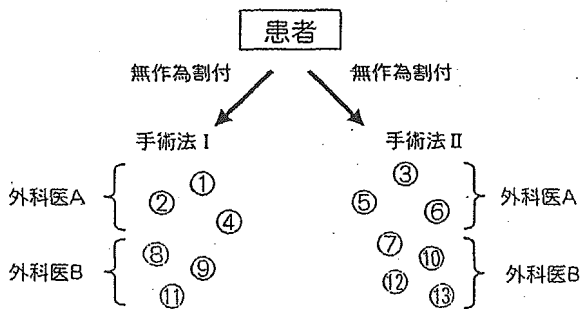 患者
無作為割付 無作為割付
手術法Ⅰ 手術法Ⅱ
外科医A ① ② ④ ③ ⑤ ⑥ 外科医A
外科医B ⑧ ⑨ ⑪ ⑦ ⑩ ⑫ ⑬ 外科医B